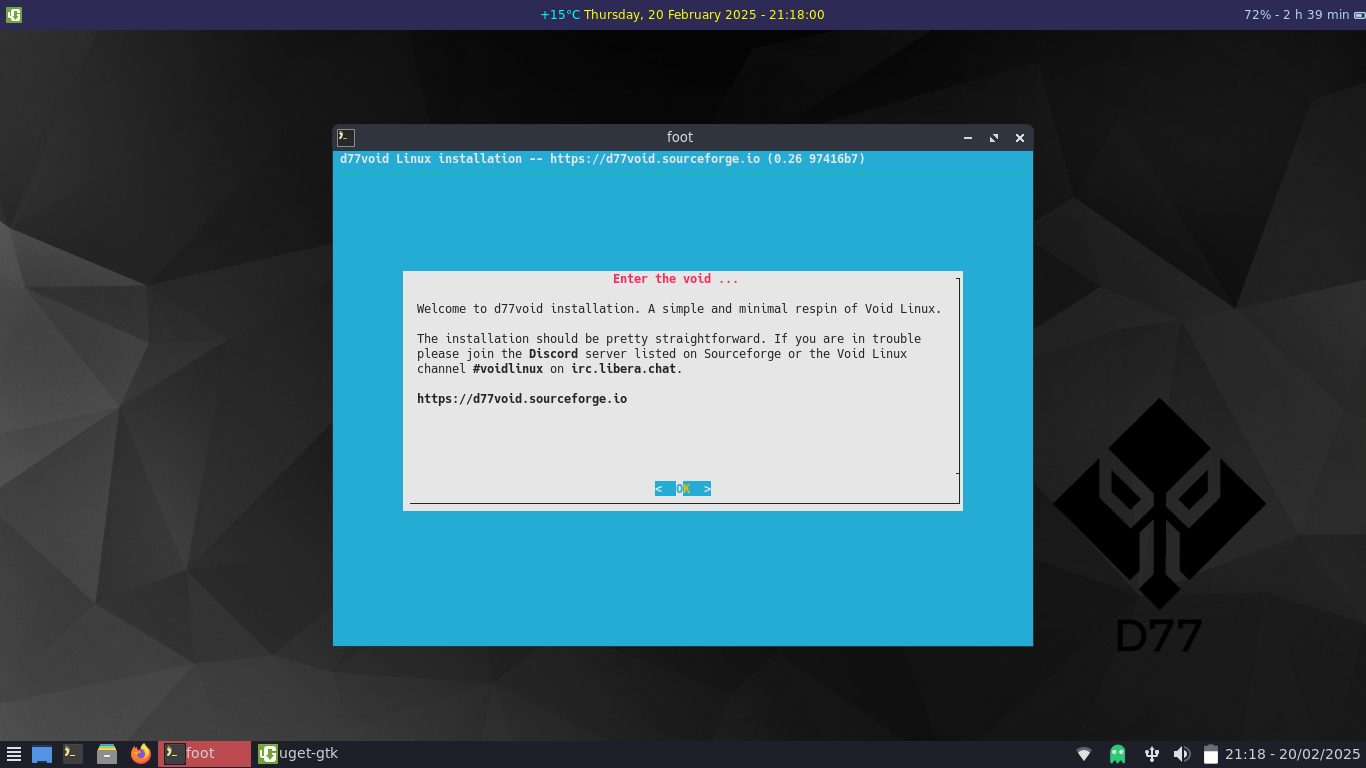 +15°C Thursday, 20 February 2025 - 21:18:00
72% - 2 h 39 min
foot
d77void Linux installation -- https://d77void.sourceforge.io (0.26 97416b7)
Enter the void ...
Welcome to d77void installation. A simple and minimal respin of Void Linux.
The installation should be pretty straightforward. If you are in trouble
please join the Discord server listed on Sourceforge or the Void Linux
channel #voidlinux on irc.libera.chat.
https://d77void.sourceforge.io
< OK >
D77
foot
uget-gtk
21:18 - 20/02/2025